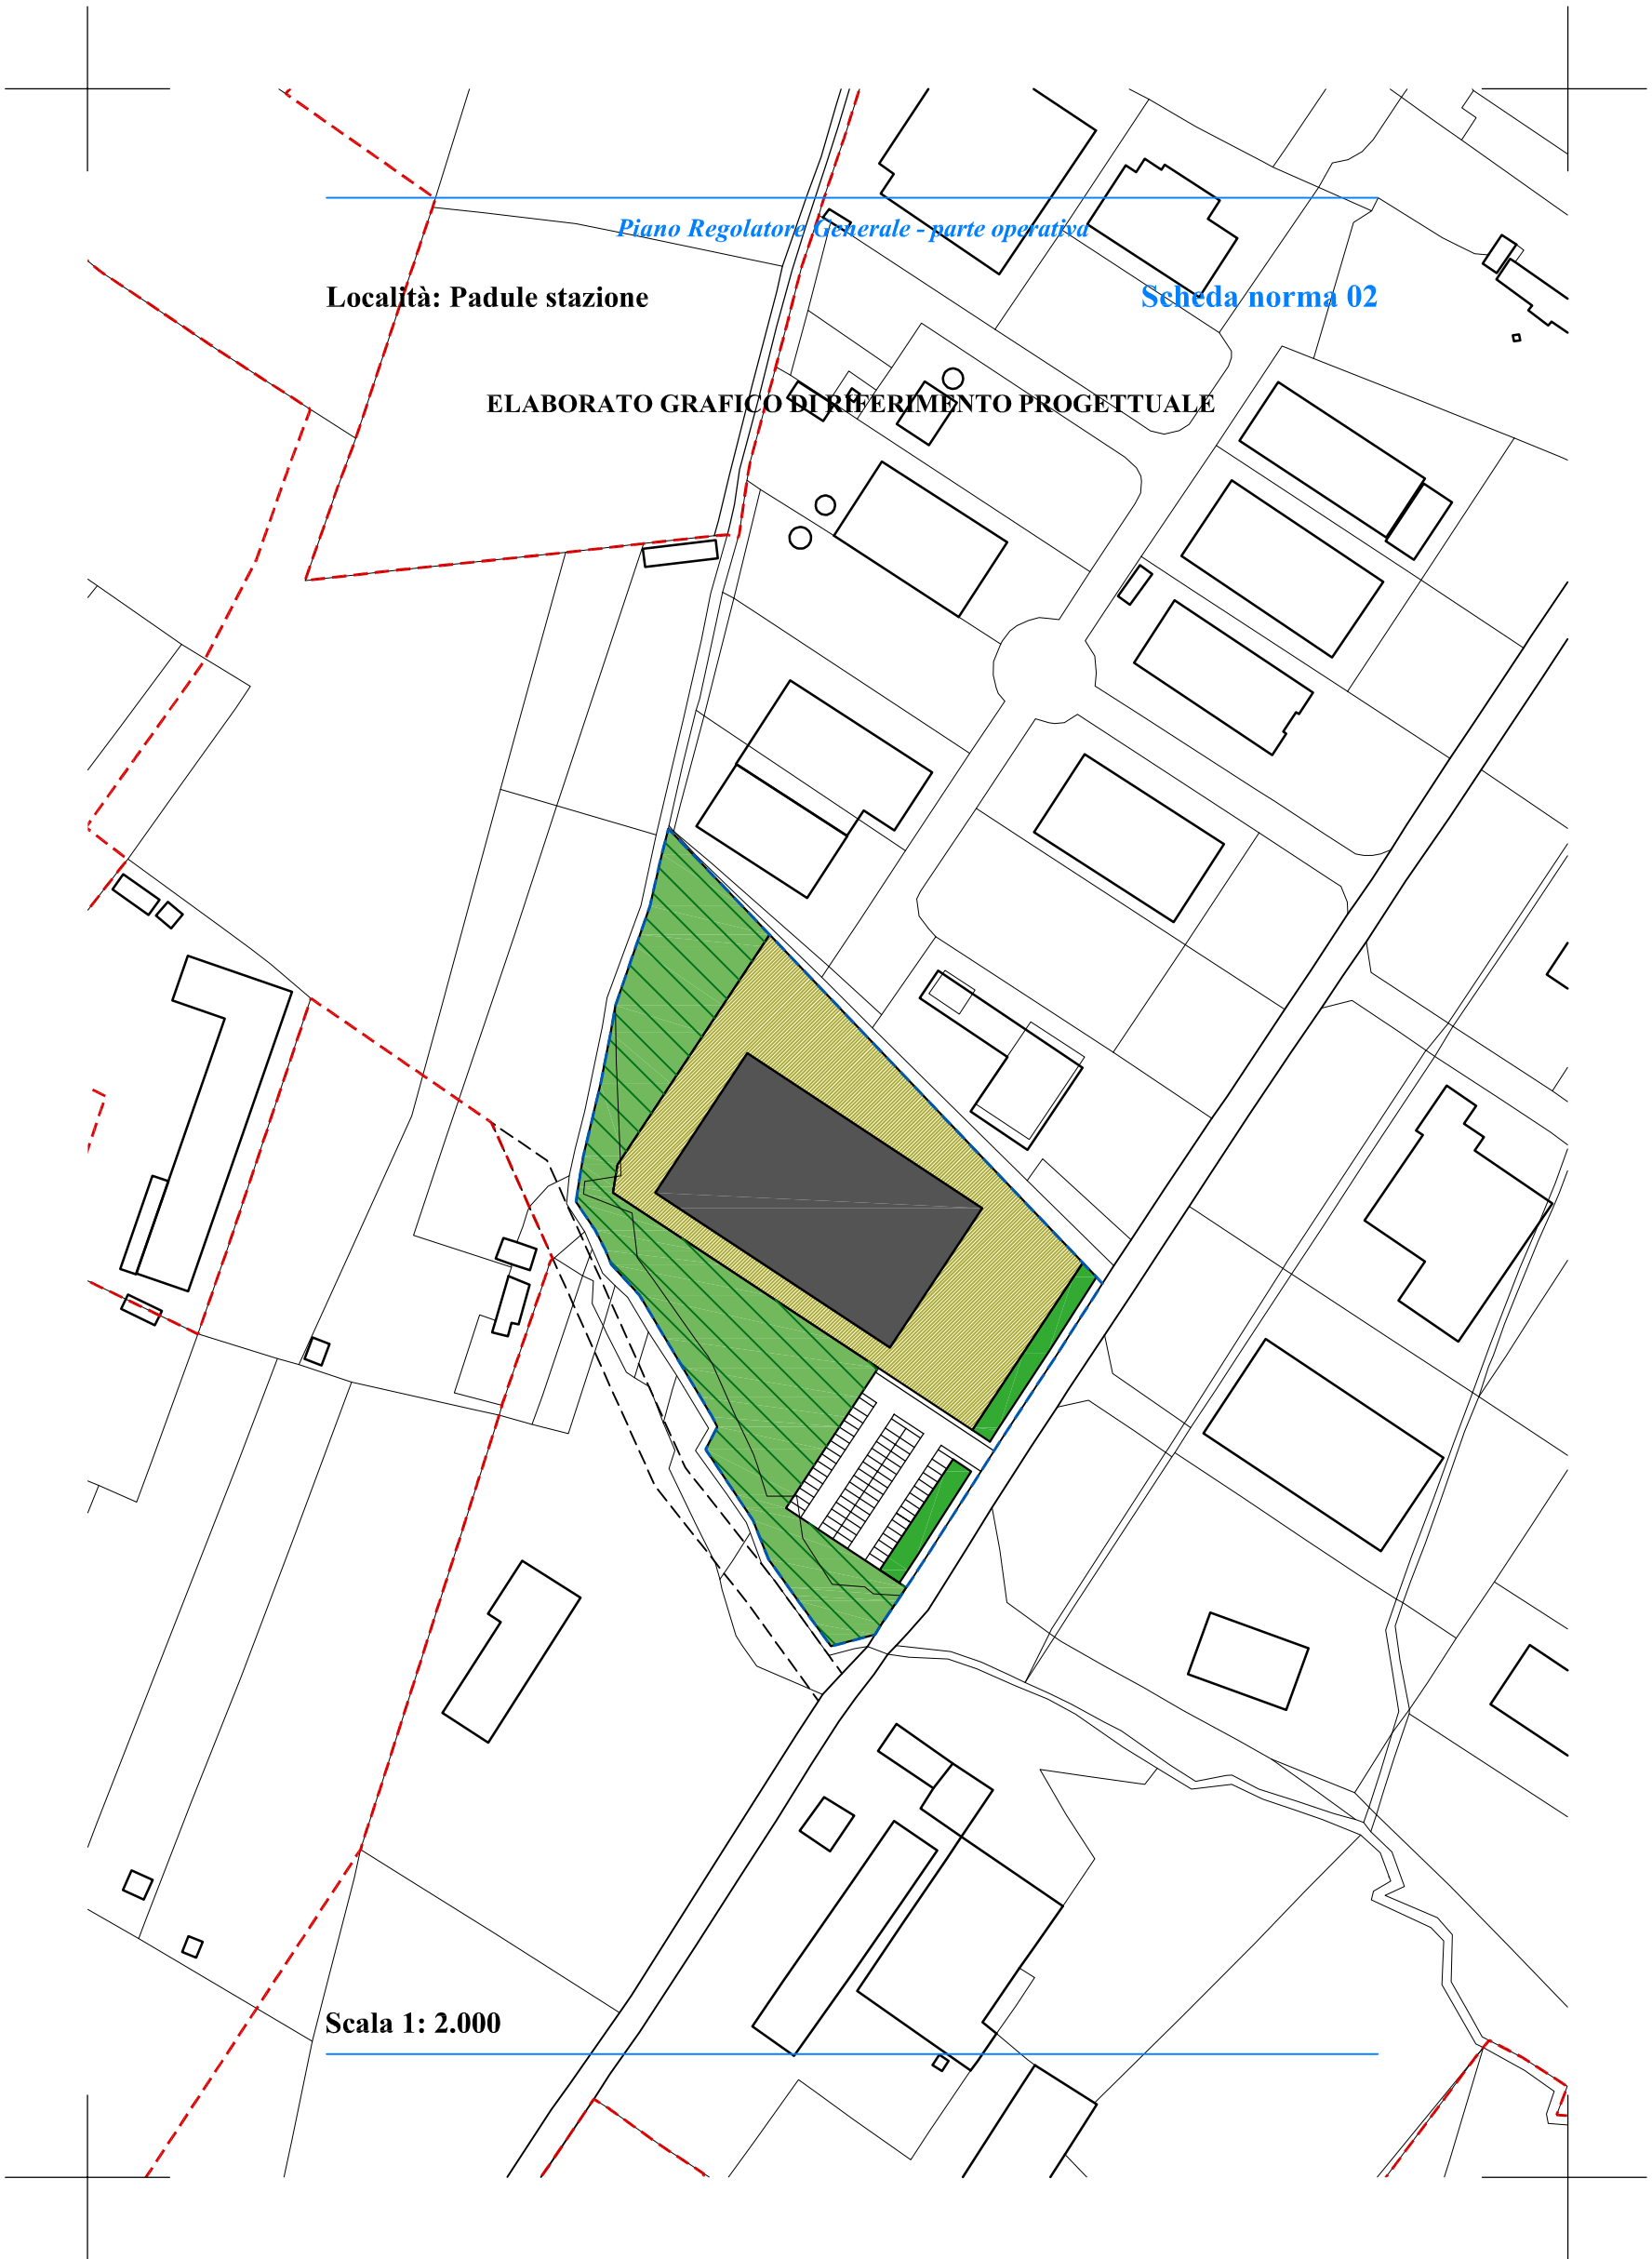 Piano Regolatore Generale - parte operativa
Località: Padule stazione
Scheda norma 02
ELABORATO GRAFICO DI RIFERIMENTO PROGETTUALE
Scala 1: 2.000